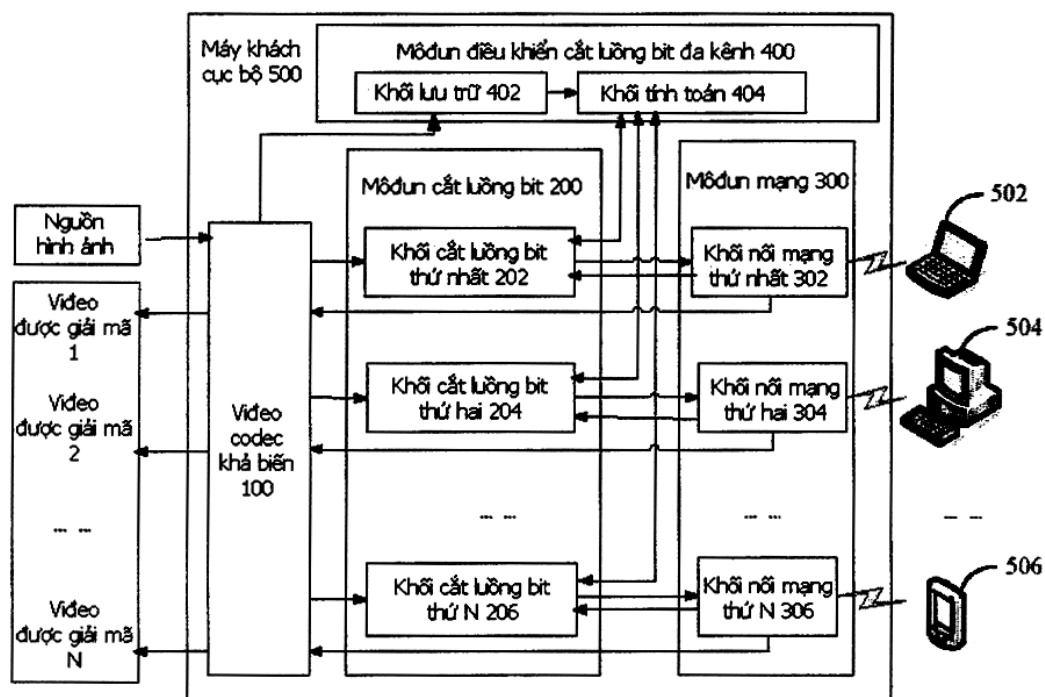 Máy khách
cục bộ 500
Môđun điều khiển cắt luồng bit đa kênh 400
Khối lưu trữ 402
Khối tính toán 404
Môđun cắt luồng bit 200
Môđun mạng 300
502
Nguồn
hình ảnh
Khối cắt luồng bit
thứ nhất 202
Khối nối mạng
thứ nhất 302
Viđeo
được giải mã
1
504
Khối cắt luồng bit
thứ hai 204
Khối nối mạng
thứ hai 304
Viđeo
được giải mã
2
Viđeo
codec
khả biến
100
... ...
... ...
... ...
... ...
506
Khối cắt luồng bit
thứ N 206
Khối nối mạng
thứ N 306
Viđeo
được giải mã
N